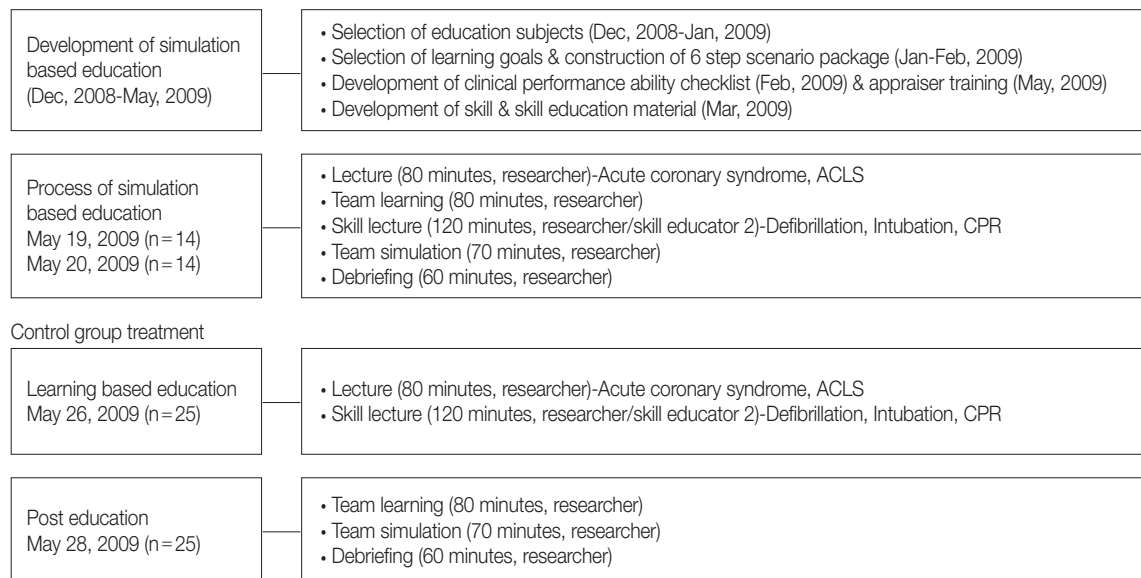 Development of simulation
based education
(Dec, 2008-May, 2009)
• Selection of education subjects (Dec, 2008-Jan, 2009)
• Selection of learning goals & construction of 6 step scenario package (Jan-Feb, 2009)
• Development of clinical performance ability checklist (Feb, 2009) & appraiser training (May, 2009)
• Development of skill & skill education material (Mar, 2009)
Process of simulation
based education
May 19, 2009 (n=14)
May 20, 2009 (n=14)
• Lecture (80 minutes, researcher)-Acute coronary syndrome, ACLS
• Team learning (80 minutes, researcher)
• Skill lecture (120 minutes, researcher/skill educator 2)-Defibrillation, Intubation, CPR
• Team simulation (70 minutes, researcher)
• Debriefing (60 minutes, researcher)
Control group treatment
Learning based education
May 26, 2009 (n=25)
• Lecture (80 minutes, researcher)-Acute coronary syndrome, ACLS
• Skill lecture (120 minutes, researcher/skill educator 2)-Defibrillation, Intubation, CPR
Post education
May 28, 2009 (n=25)
• Team learning (80 minutes, researcher)
• Team simulation (70 minutes, researcher)
• Debriefing (60 minutes, researcher)